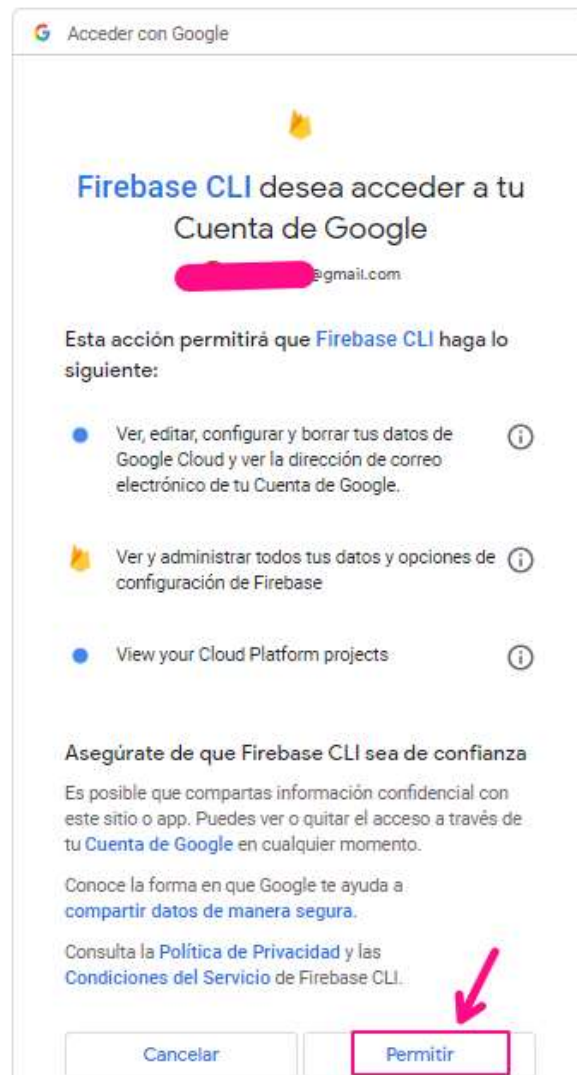 Acceder con Google
Firebase CLI desea acceder a tu
Cuenta de Google
@gmail.com
Esta acción permitirá que Firebase CLI haga lo
siguiente:
Ver, editar, configurar y borrar tus datos de
Google Cloud y ver la dirección de correo
electrónico de tu Cuenta de Google.
Ver y administrar todos tus datos y opciones de
configuración de Firebase
View your Cloud Platform projects
Asegúrate de que Firebase CLI sea de confianza
Es posible que compartas información confidencial con
este sitio o app. Puedes ver o quitar el acceso a través de
tu Cuenta de Google en cualquier momento.
Conoce la forma en que Google te ayuda a
compartir datos de manera segura.
Consulta la Política de Privacidad y las
Condiciones del Servicio de Firebase CLI.
Cancelar Permitir